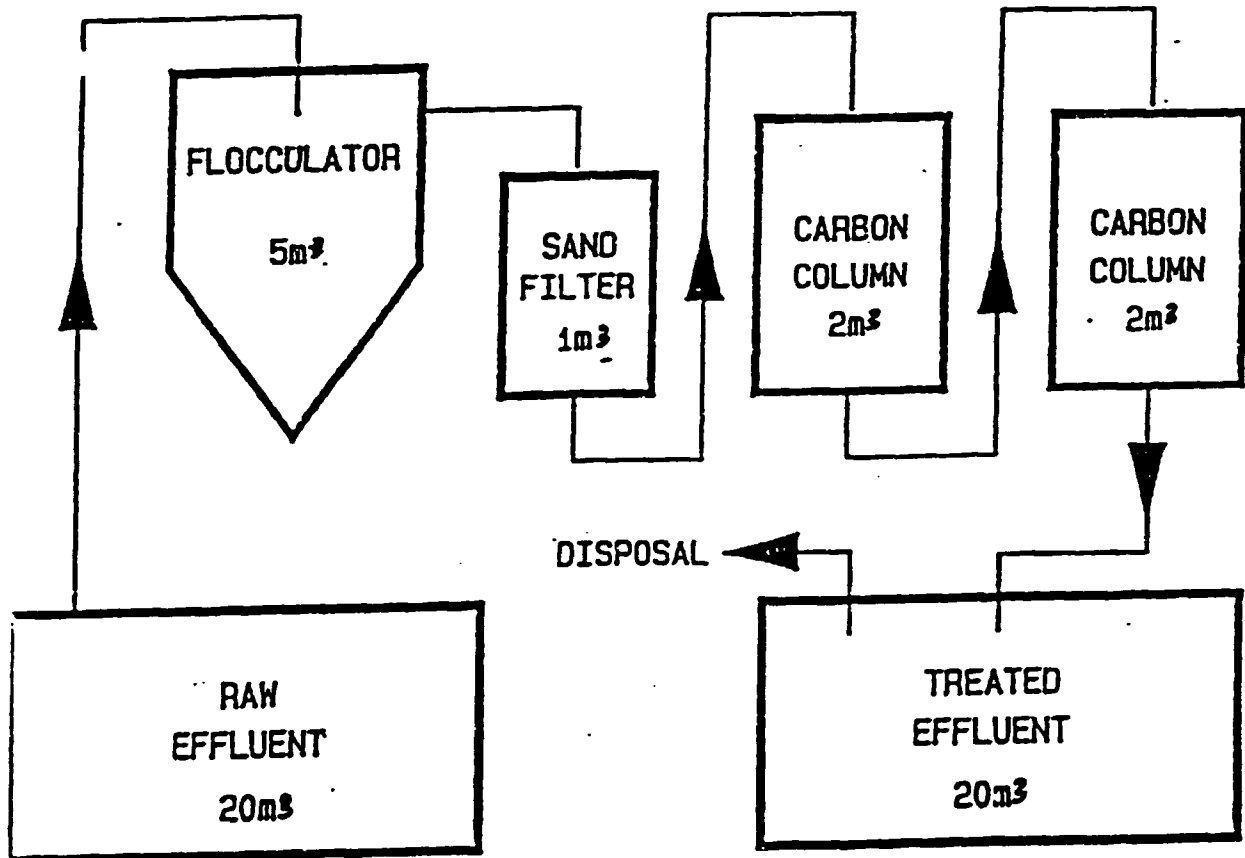 FLOCCULATOR
5m³
SAND
FILTER
1m³
CARBON
COLUMN
2m³
CARBON
COLUMN
2m³
DISPOSAL
RAW
EFFLUENT
20m³
TREATED
EFFLUENT
20m³